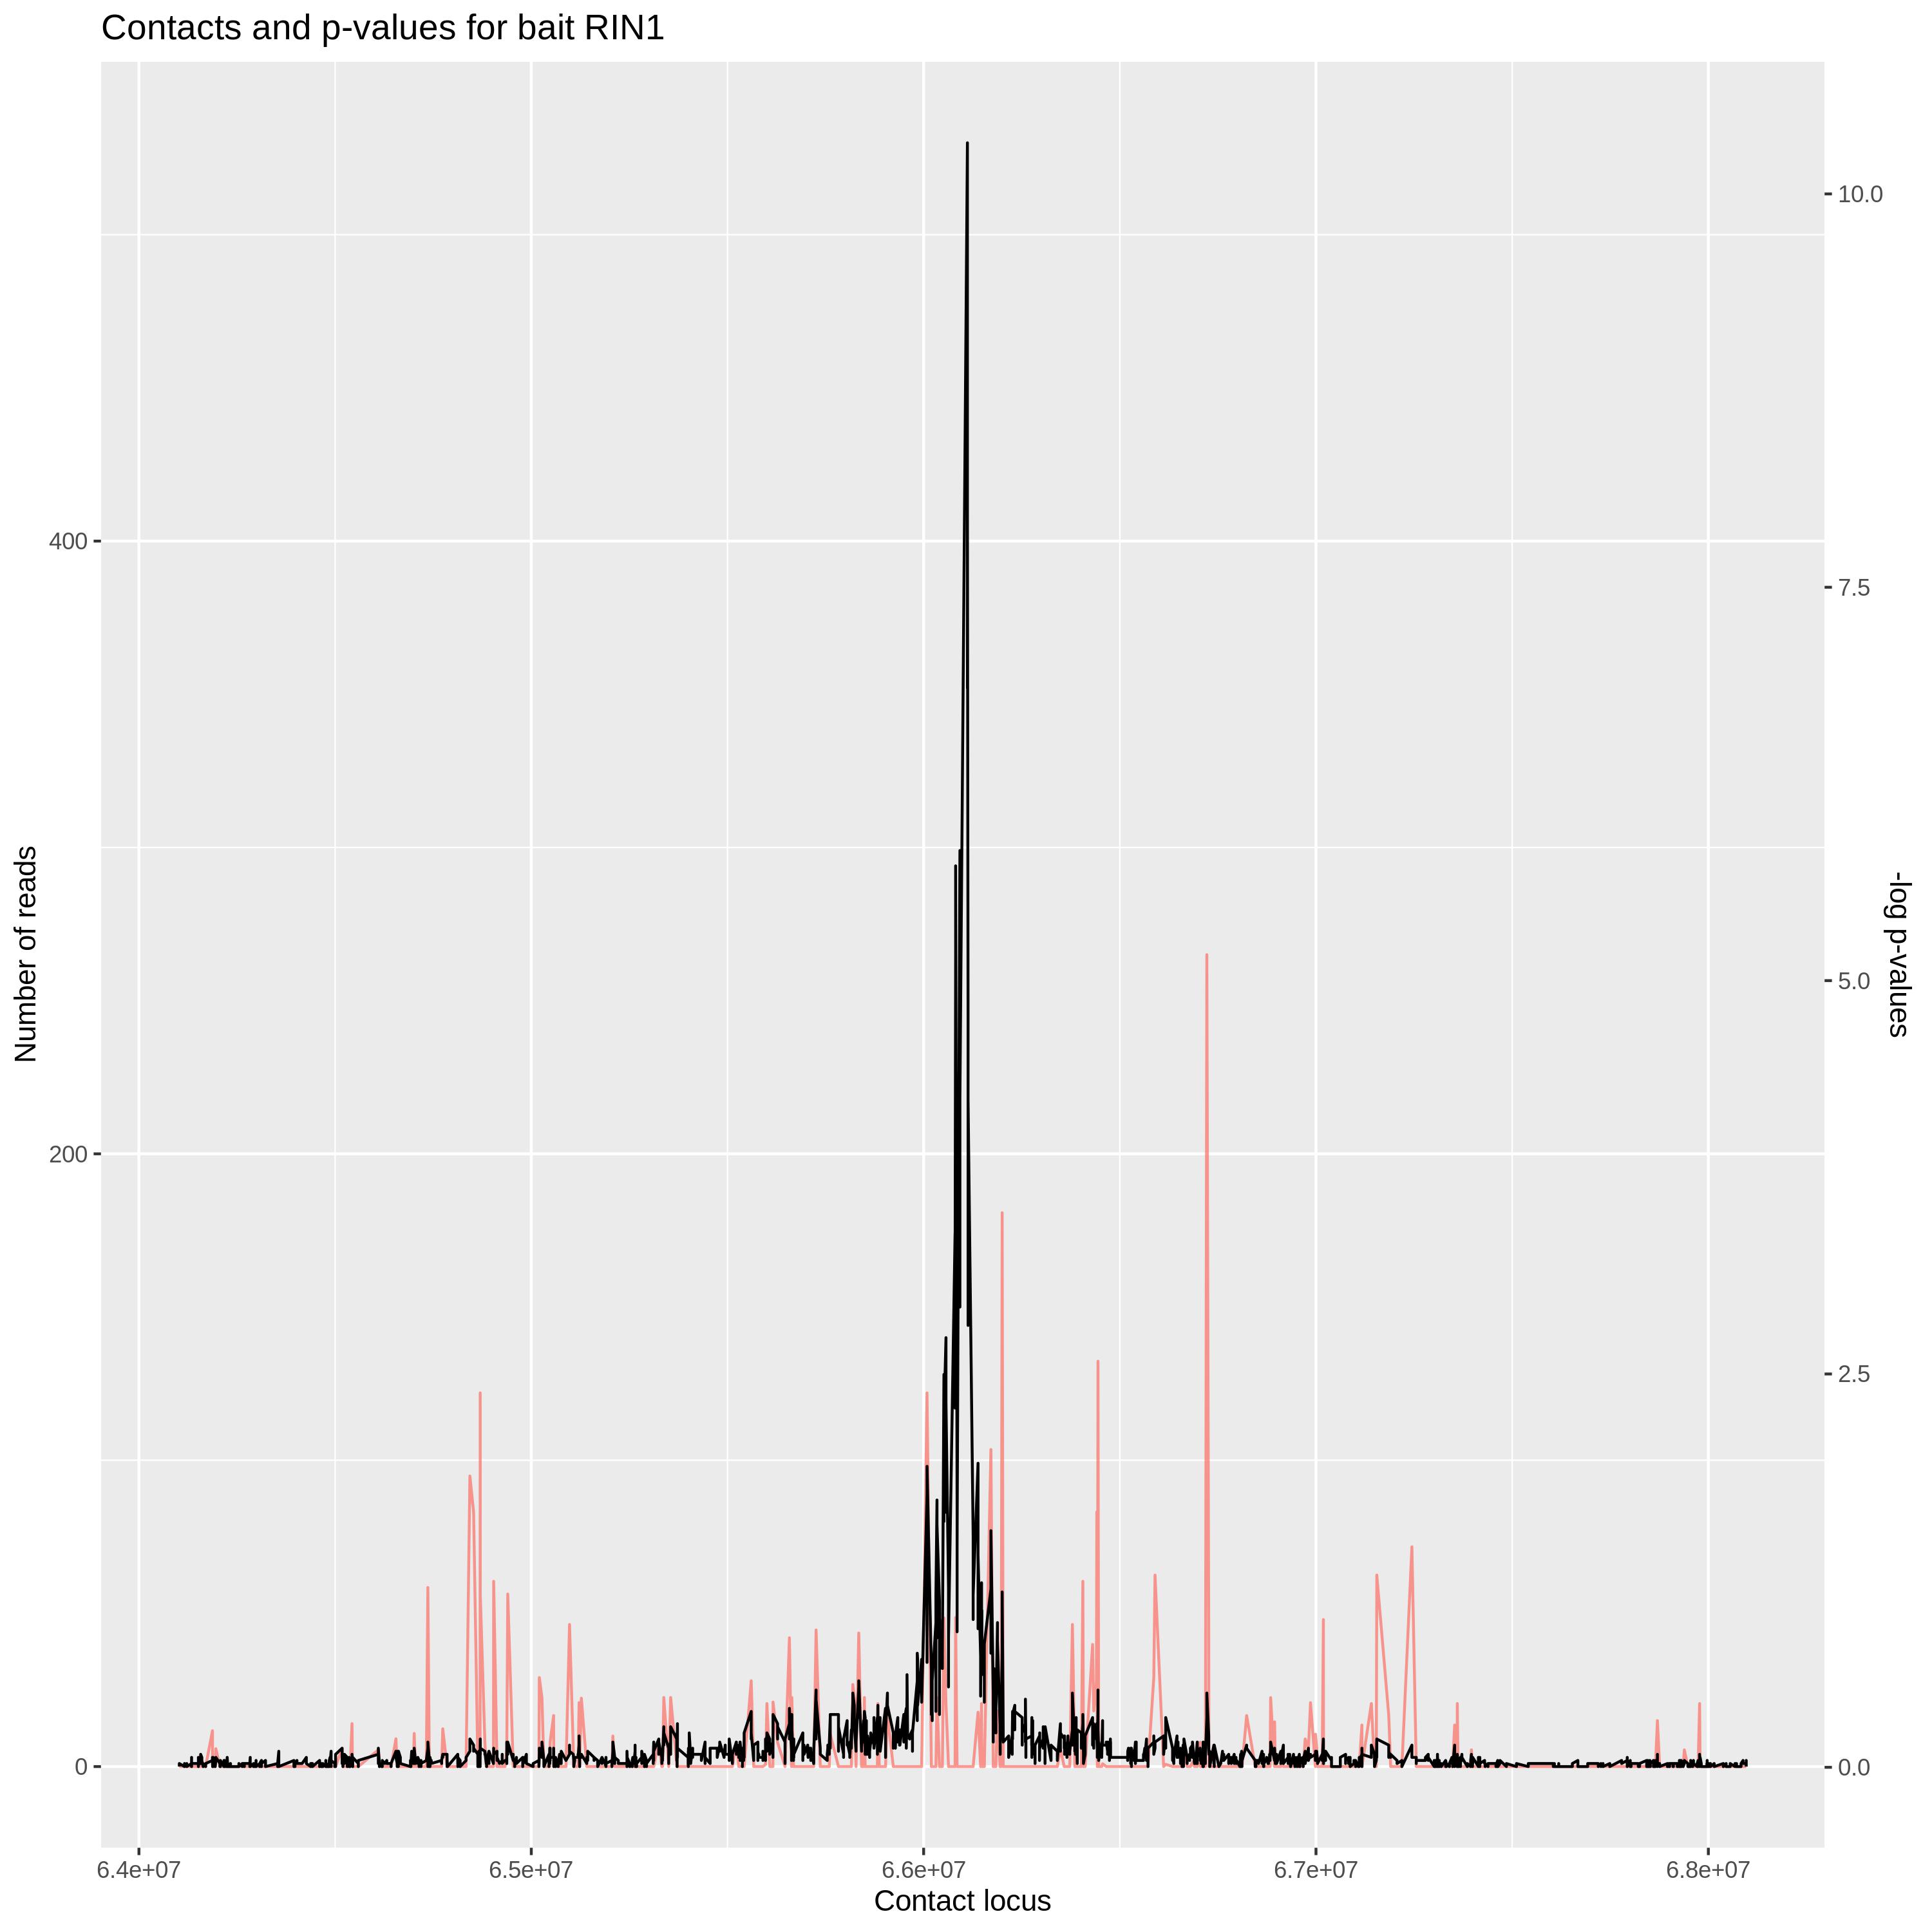 Contacts and p-values for bait RIN1
Number of reads
400
200
0
10.0
7.5
5.0
2.5
0.0
-log p-values
6.4e+07 6.5e+07 6.6e+07 6.7e+07 6.8e+07
Contact locus